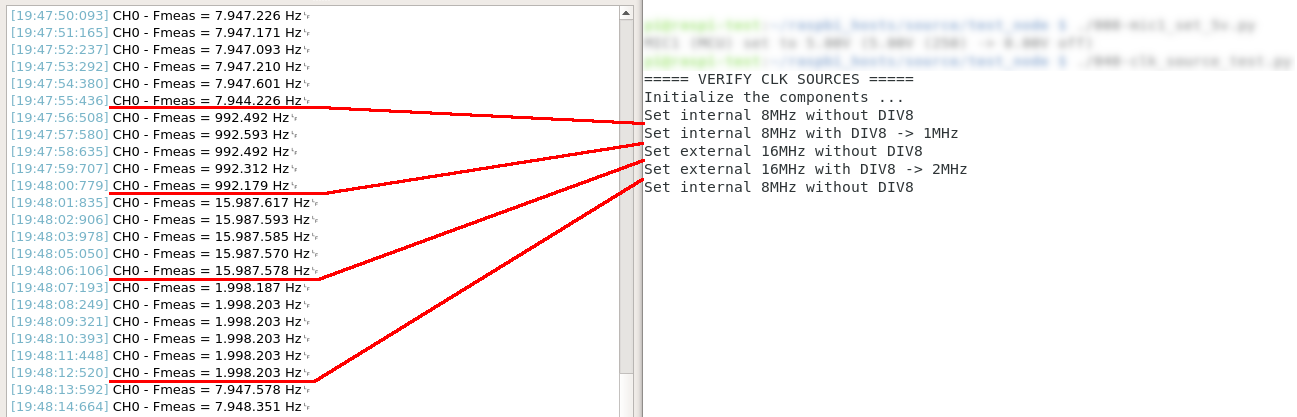 [19:47:50:093] CH0 - Fmeas = 7.947.226 Hz
[19:47:51:165] CH0 - Fmeas = 7.947.171 Hz
[19:47:52:237] CH0 - Fmeas = 7.947.093 Hz
[19:47:53:292] CH0 - Fmeas = 7.947.210 Hz
[19:47:54:380] CH0 - Fmeas = 7.947.601 Hz
[19:47:55:436] CH0 - Fmeas = 7.944.226 Hz
[19:47:56:508] CH0 - Fmeas = 992.492 Hz
[19:47:57:580] CH0 - Fmeas = 992.593 Hz
[19:47:58:635] CH0 - Fmeas = 992.492 Hz
[19:47:59:707] CH0 - Fmeas = 992.312 Hz
[19:48:00:779] CH0 - Fmeas = 992.179 Hz
[19:48:01:835] CH0 - Fmeas = 15.987.617 Hz
[19:48:02:906] CH0 - Fmeas = 15.987.593 Hz
[19:48:03:978] CH0 - Fmeas = 15.987.585 Hz
[19:48:05:050] CH0 - Fmeas = 15.987.570 Hz
[19:48:06:106] CH0 - Fmeas = 15.987.578 Hz
[19:48:07:193] CH0 - Fmeas = 1.998.187 Hz
[19:48:08:249] CH0 - Fmeas = 1.998.203 Hz
[19:48:09:321] CH0 - Fmeas = 1.998.203 Hz
[19:48:10:393] CH0 - Fmeas = 1.998.203 Hz
[19:48:11:448] CH0 - Fmeas = 1.998.203 Hz
[19:48:12:520] CH0 - Fmeas = 1.998.203 Hz
[19:48:13:592] CH0 - Fmeas = 7.947.578 Hz
[19:48:14:664] CH0 - Fmeas = 7.948.351 Hz
===== VERIFY CLK SOURCES =====
Initialize the components ...
Set internal 8MHz without DIV8
Set internal 8MHz with DIV8 -> 1MHz
Set external 16MHz without DIV8
Set external 16MHz with DIV8 -> 2MHz
Set internal 8MHz without DIV8